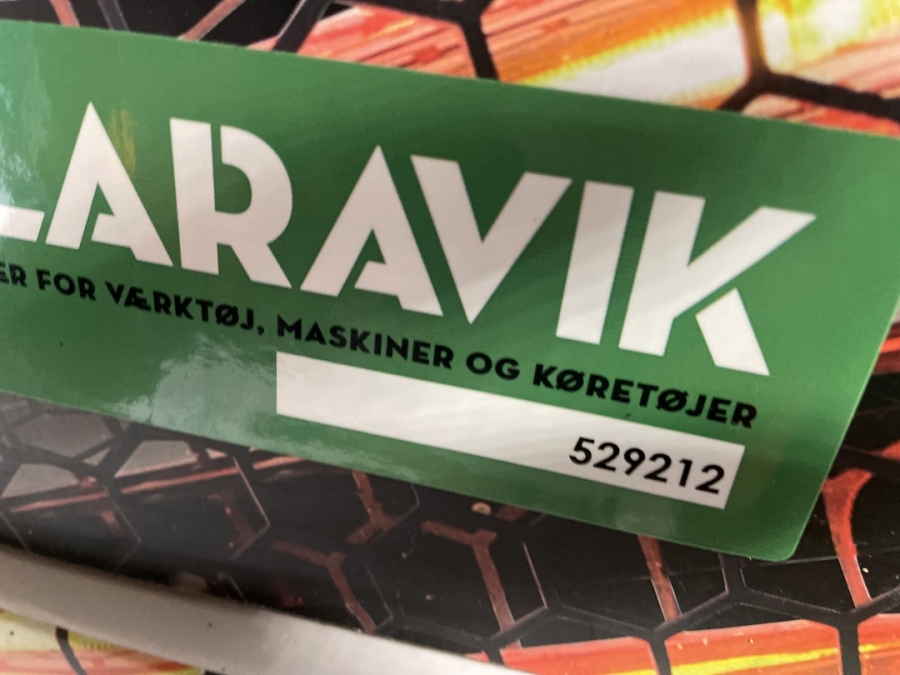 LARAVIK
ER FOR VÆRKTØJ, MASKINER OG KØRETØJER
529212